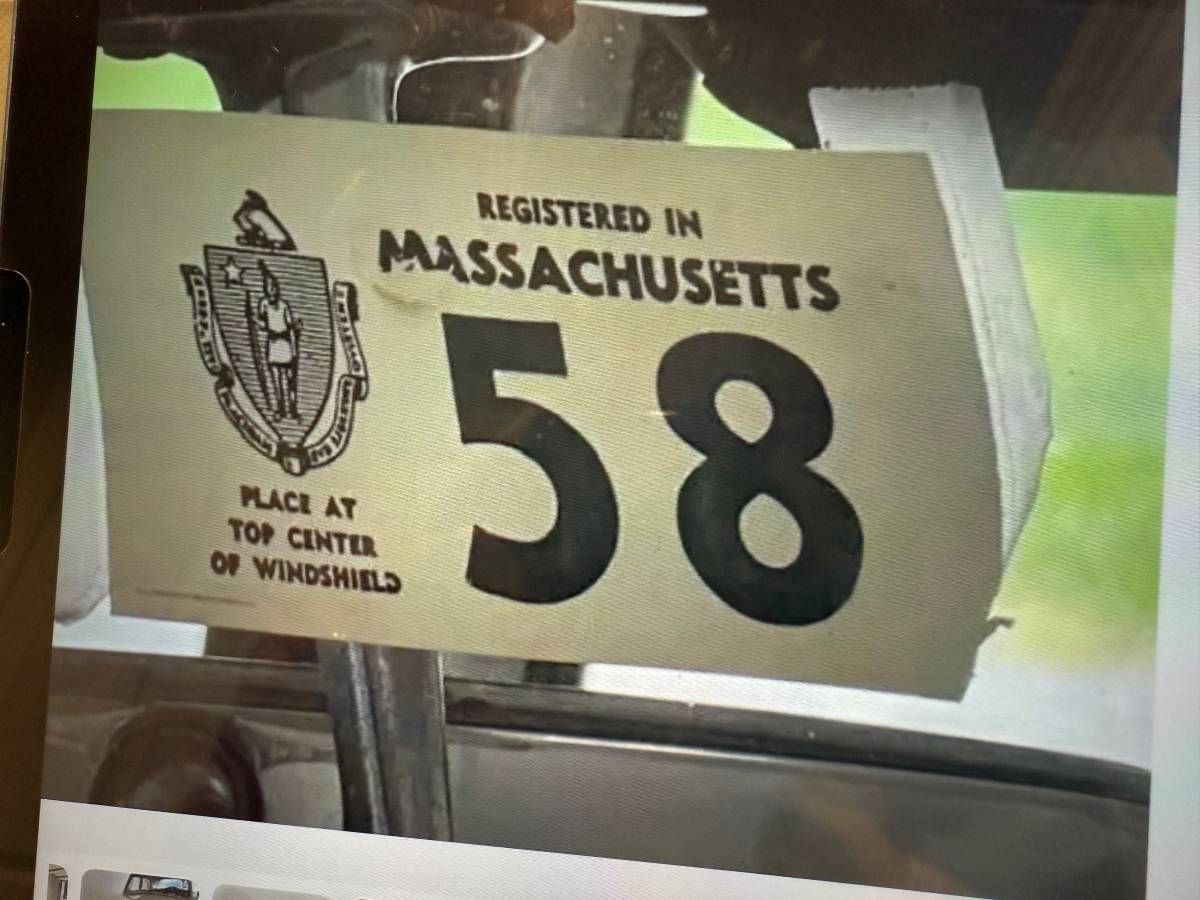 REGISTERED IN
MASSACHUSETTS
58
PLACE AT
TOP CENTER
OF WINDSHIELD